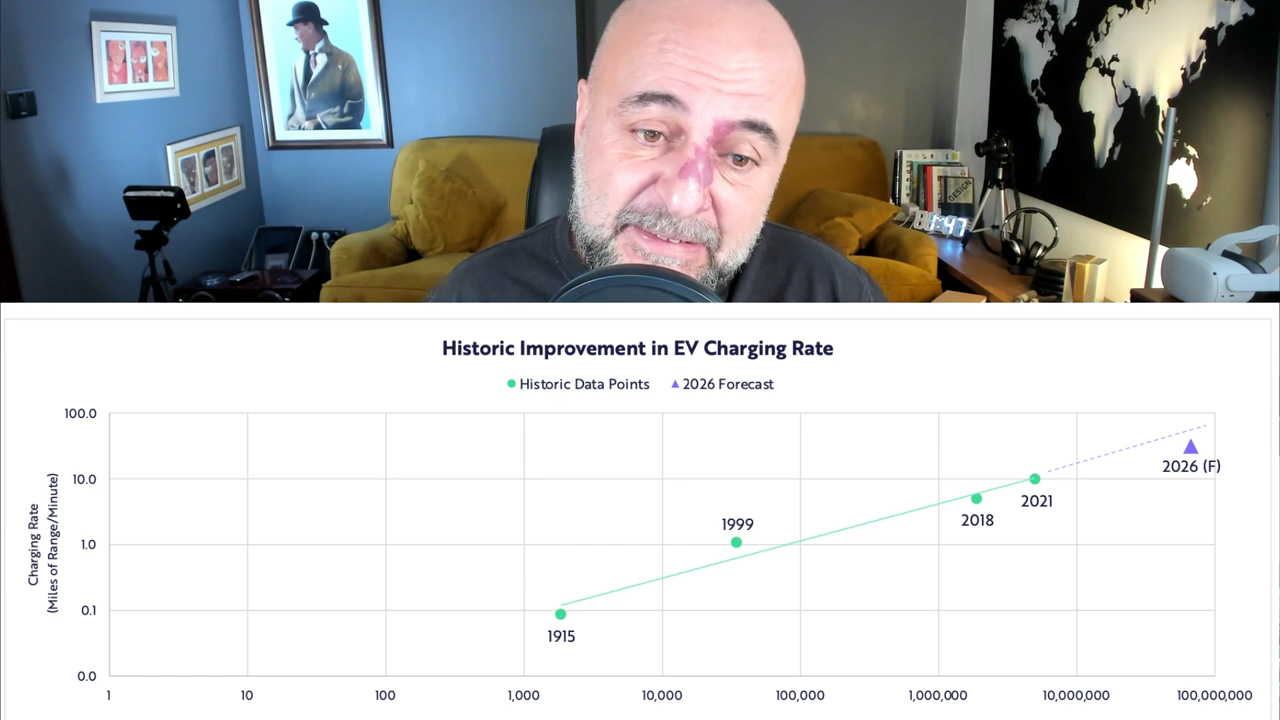 DESIGN
Historic Improvement in EV Charging Rate
Historic Data Points 2026 Forecast
Charging Rate
(Miles of Range/Minute)
100.0
10.0
1.0
0.1
0.0
1915
1999
2018
2021
2026 (F)
1 10 100 1,000 10,000 100,000 1,000,000 10,000,000 100,000,000